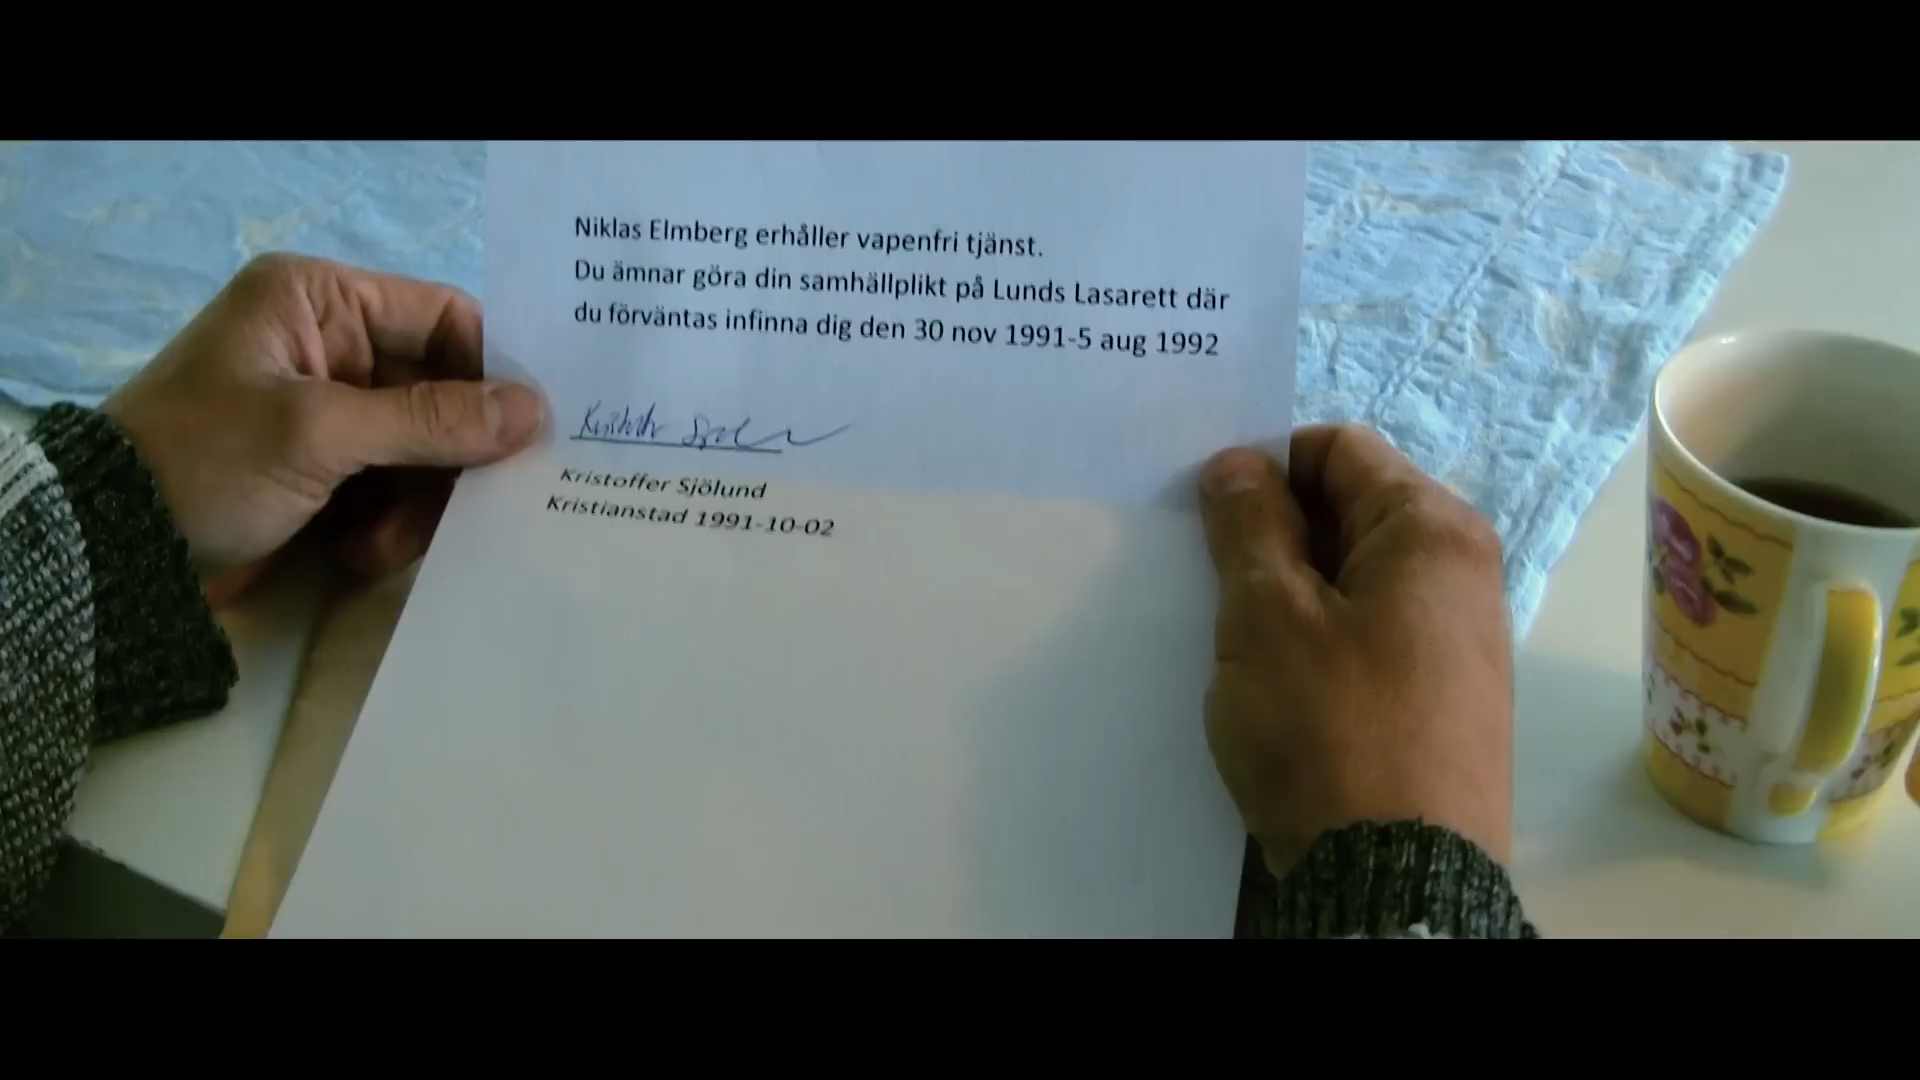 Niklas Elmberg erhåller vapenfri tjänst.
Du ämnar göra din samhällplikt på Lunds Lasarett där
du förväntas infinna dig den 30 nov 1991-5 aug 1992
Kristoffer Sjölund
Kristianstad 1991-10-02